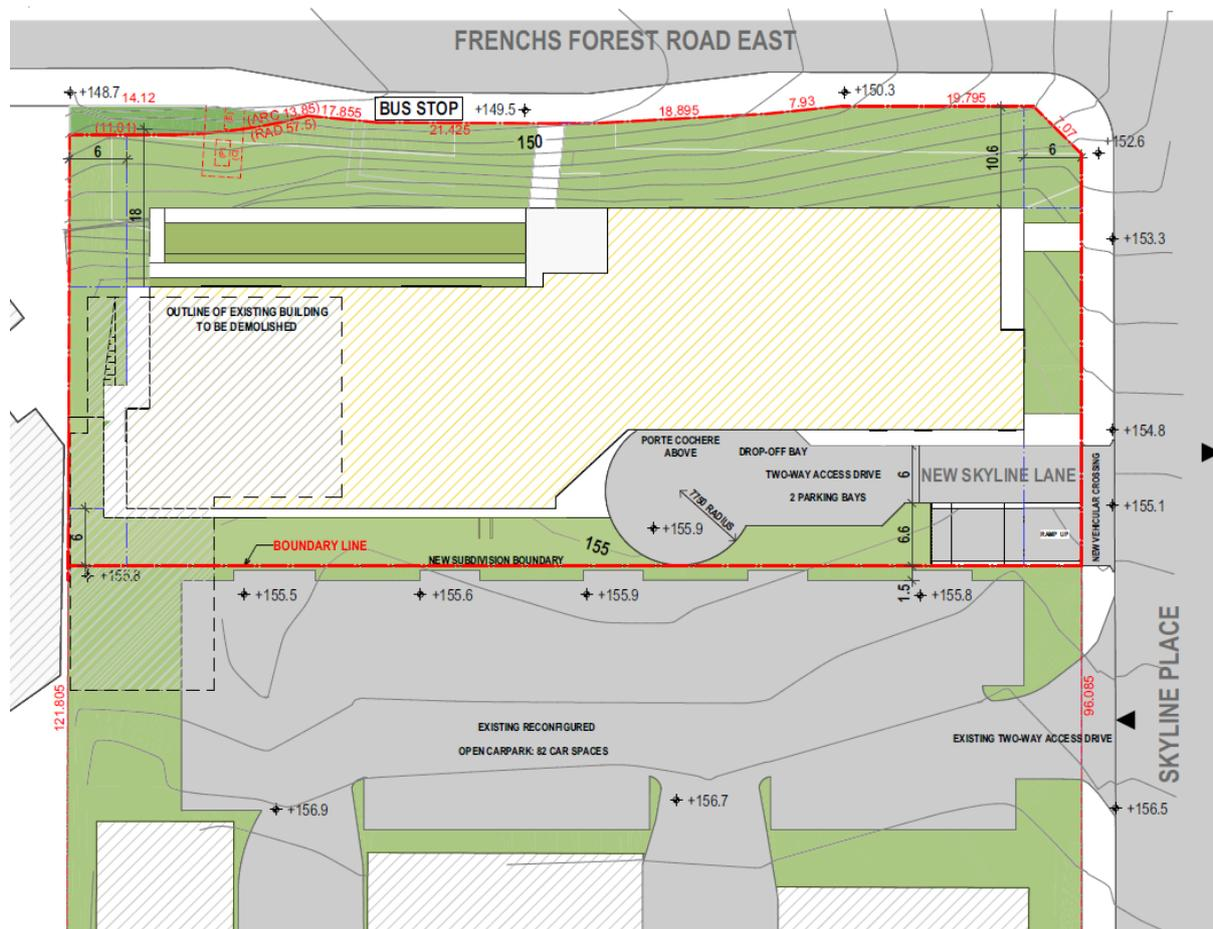 FRENCHS FOREST ROAD EAST
+148.7
14.12
(11.01)
(ARC 13.85)
(RAD 57.5)
17.855
BUS STOP
+149.5
21.425
150
18.895
7.93
+150.3
19.795
7.07
+152.6
6
18
10.6
6
+153.3
OUTLINE OF EXISTING BUILDING
TO BE DEMOLISHED
PORTE COCHERE
ABOVE
DROP-OFF BAY
TWO-WAY ACCESS DRIVE
2 PARKING BAYS
6
NEW SKYLINE LANE
+154.8
NEW VEHICULAR CROSSING
+155.1
7750 RADIUS
+155.9
6.6
RAMP UP
6
BOUNDARY LINE
155
NEW SUBDIVISION BOUNDARY
+155.8
+155.5
+155.6
+155.9
1.5
+155.8
SKYLINE PLACE
121.805
96.085
EXISTING RECONFIGURED
OPEN CARPARK: 82 CAR SPACES
EXISTING TWO-WAY ACCESS DRIVE
+156.9
+156.7
+156.5